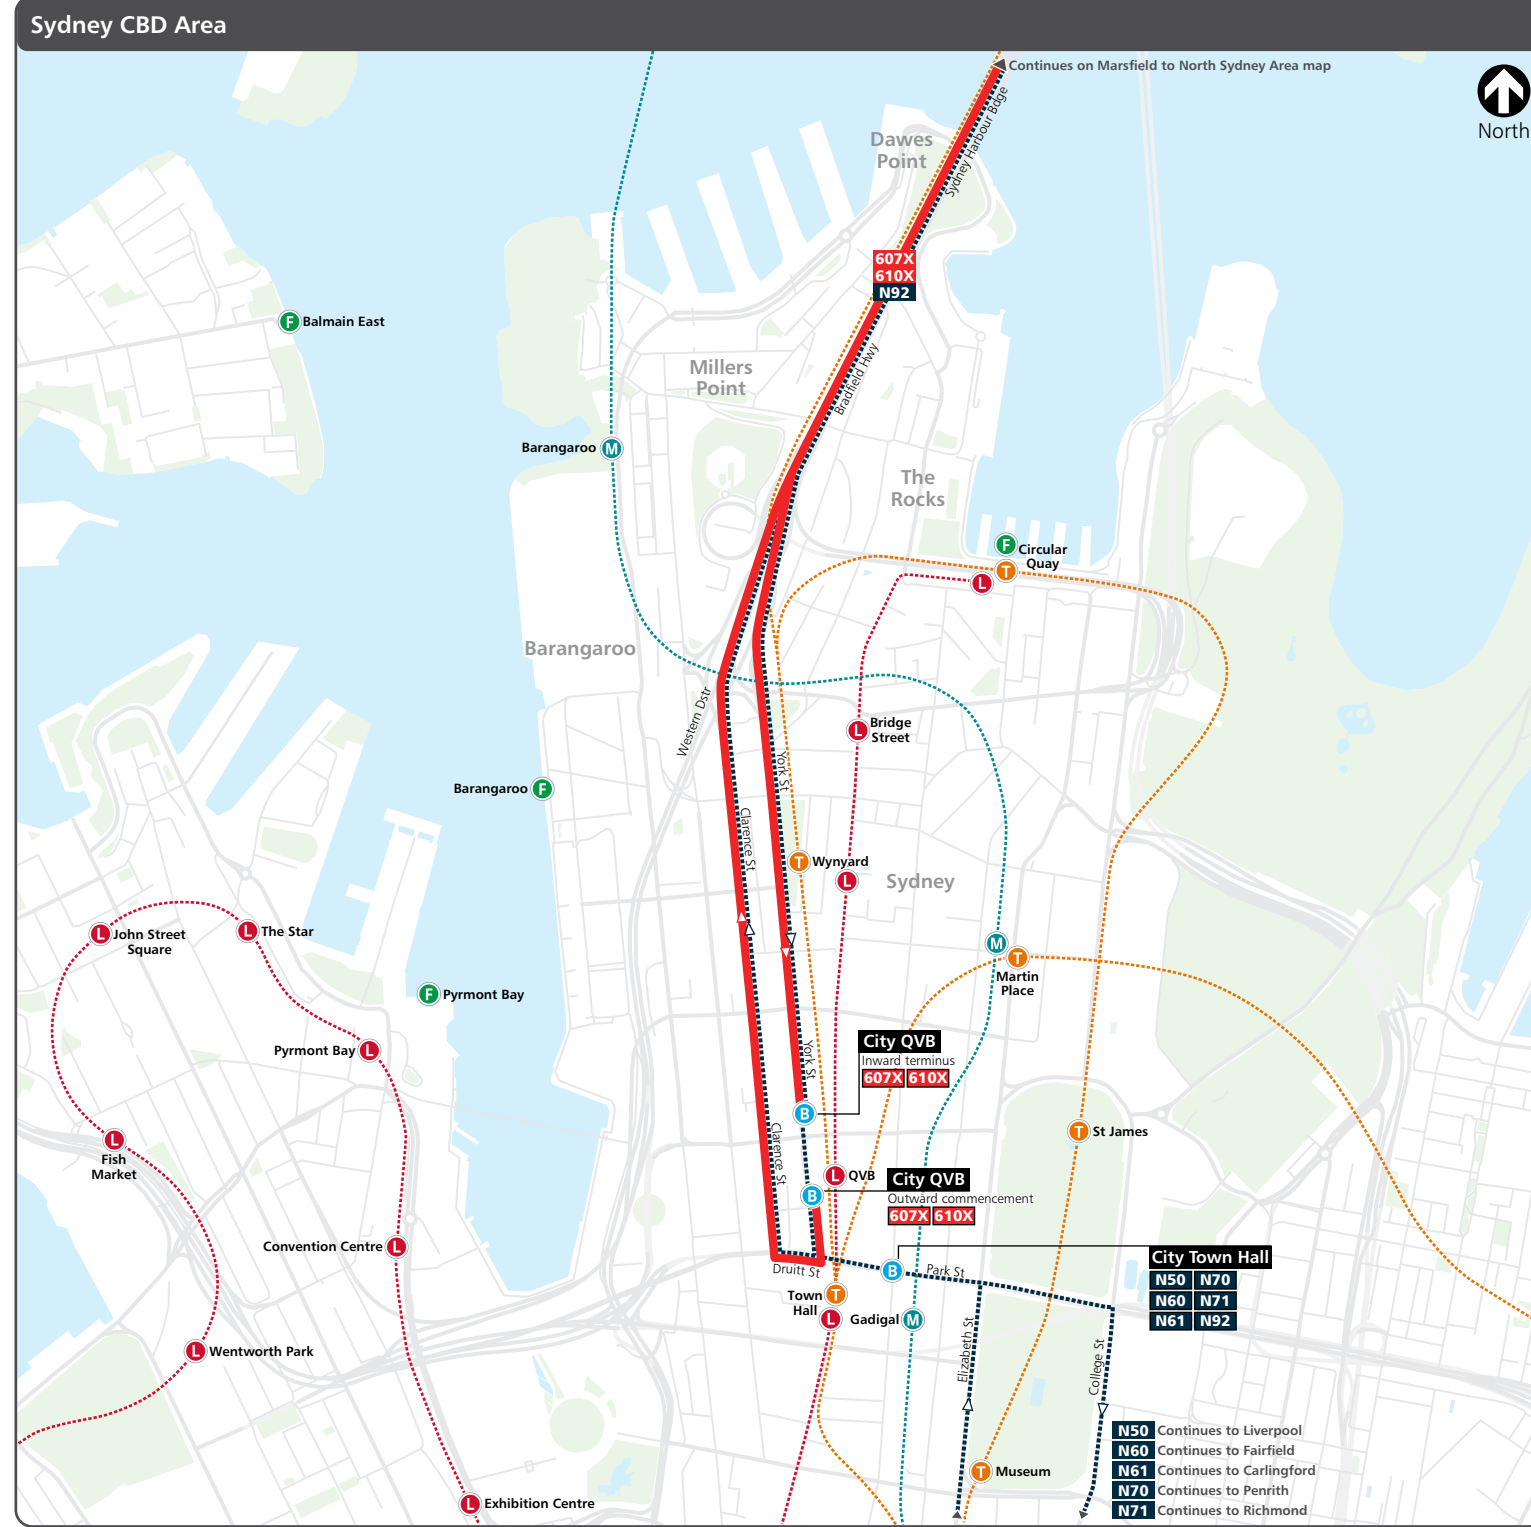 Sydney CBD Area
Continues on Marsfield to North Sydney Area map
North
Dawes
Point
Sydney Harbour Bdge
607X
610X
N92
F Balmain East
Millers
Point
Bradfield Hwy
Barangaroo M
The
Rocks
F
Circular
Quay
T
L
Barangaroo
Western Dstr
L Bridge
Street
York St
Barangaroo F
Clarence St
T Wynyard
L
Sydney
L John Street
Square
L The Star
M
T
Martin
Place
F Pyrmont Bay
Pyrmont Bay L
City QVB
Inward terminus
607X 610X
York St
B
Clarence St
L
Fish
Market
T St James
L QVB
City QVB
Outward commencement
607X 610X
B
Convention Centre L
Druitt St
B
Park St
City Town Hall
N50 N70
N60 N71
N61 N92
Town
Hall
T
L
Gadigal M
L Wentworth Park
Elizabeth St
College St
T Museum
L Exhibition Centre
N50 Continues to Liverpool
N60 Continues to Fairfield
N61 Continues to Carlingford
N70 Continues to Penrith
N71 Continues to Richmond